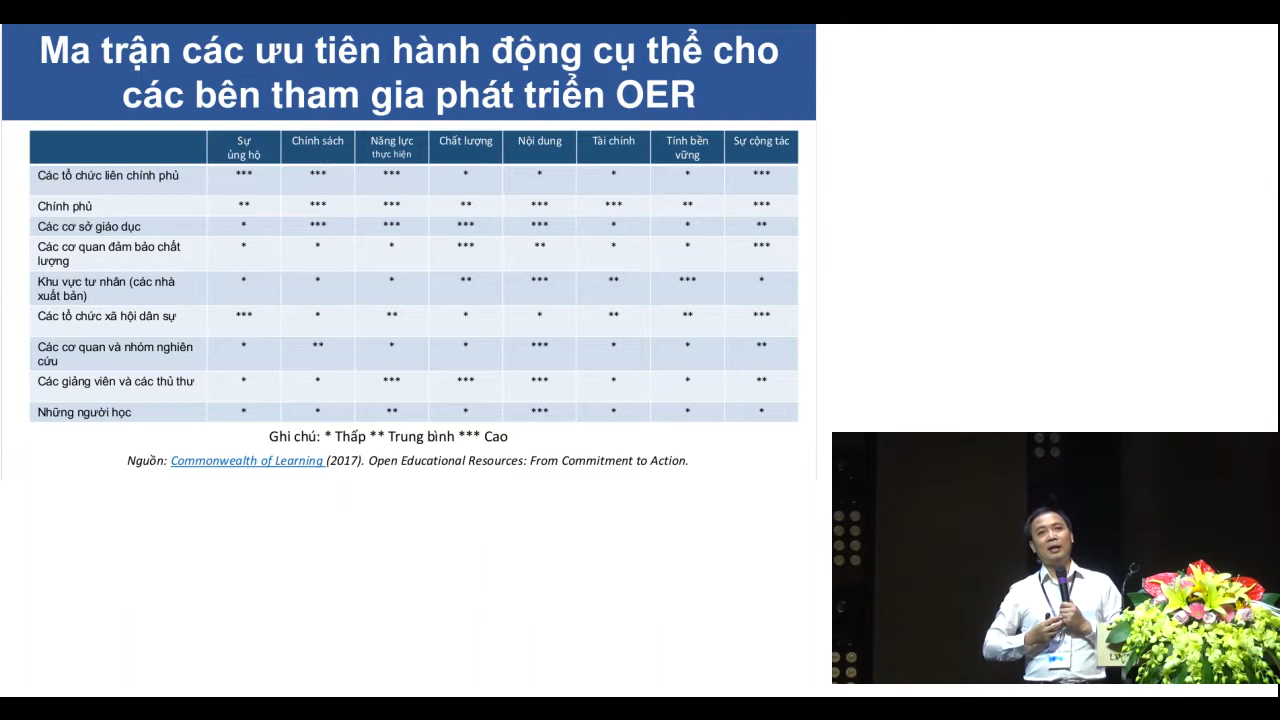 Ma trận các ưu tiên hành động cụ thể cho
các bên tham gia phát triển OER
Sự
ủng hộ
Chính sách
Năng lực
thực hiện
Chất lượng
Nội dung
Tài chính
Tính bền
vững
Sự cộng tác
Các tổ chức liên chính phủ *** *** *** * * * * ***
Chính phủ ** *** *** ** *** *** ** ***
Các cơ sở giáo dục * *** *** *** *** * * **
Các cơ quan đảm bảo chất
lượng
* * * *** ** * * ***
Khu vực tư nhân (các nhà
xuất bản)
* * * ** *** ** *** *
Các tổ chức xã hội dân sự *** * ** * * ** ** ***
Các cơ quan và nhóm nghiên
cứu
* ** * * *** * * **
Các giảng viên và các thủ thư * * *** *** *** * * **
Những người học * * ** * *** * * *
Ghi chú: * Thấp ** Trung bình *** Cao
Nguồn: Commonwealth of Learning (2017). Open Educational Resources: From Commitment to Action.